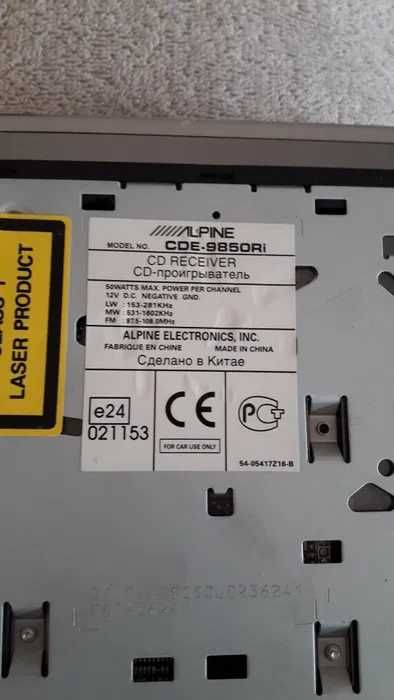 ALPINE
MODEL NO. CDE-9850Ri
CD RECEIVER
CD-проигрыватель
50WATTS MAX. POWER PER CHANNEL
12V D.C. NEGATIVE GND.
LW : 153-281KHz
MW : 531-1602KHz
FM : 87.5-108.0MHz
ALPINE ELECTRONICS, INC.
FABRIQUE EN CHINE MADE IN CHINA
Сделано в Китае
e24
021153
CE
FOR CAR USE ONLY
54-05417Z16-B
LASER PRODUCT